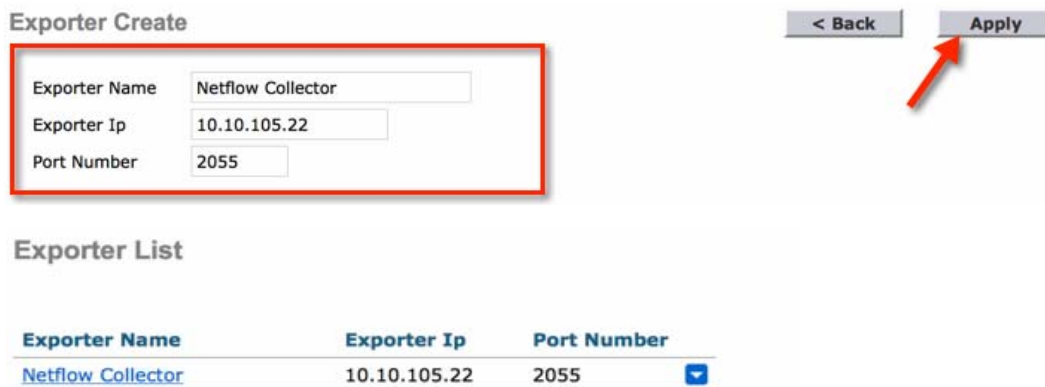 Exporter Create
< Back
Apply
Exporter Name Netflow Collector
Exporter Ip 10.10.105.22
Port Number 2055
Exporter List
Exporter Name Exporter Ip Port Number
Netflow Collector 10.10.105.22 2055